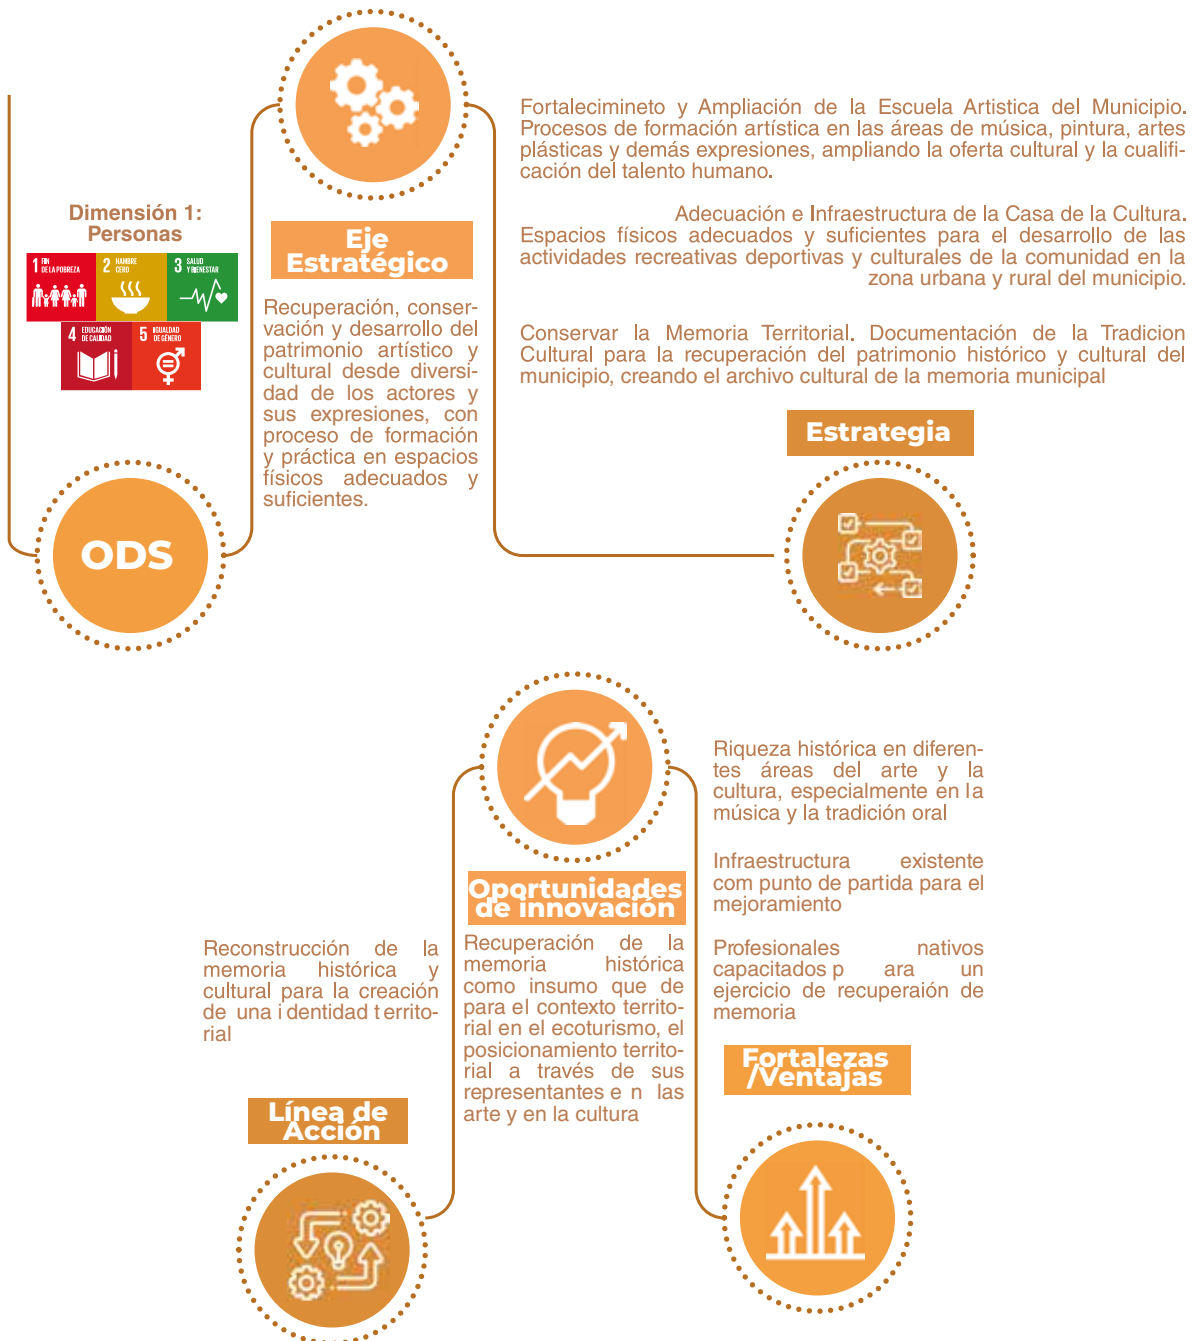 Dimensión 1:
Personas
1 FIN
DE LA POBREZA
2 HAMBRE
CERO
3 SALUD
Y BIENESTAR
4 EDUCACIÓN
DE CALIDAD
5 IGUALDAD
DE GÉNERO
ODS
Eje
Estratégico
Recuperación, conser-
vación y desarrollo del
patrimonio artístico y
cultural desde diversi-
dad de los actores y
sus expresiones, con
proceso de formación
y práctica en espacios
físicos adecuados y
suficientes.
Fortalecimineto y Ampliación de la Escuela Artistica del Municipio.
Procesos de formación artística en las áreas de música, pintura, artes
plásticas y demás expresiones, ampliando la oferta cultural y la cualifi-
cación del talento humano.
Adecuación e Infraestructura de la Casa de la Cultura.
Espacios físicos adecuados y suficientes para el desarrollo de las
actividades recreativas deportivas y culturales de la comunidad en la
zona urbana y rural del municipio.
Conservar la Memoria Territorial. Documentación de la Tradicion
Cultural para la recuperación del patrimonio histórico y cultural del
municipio, creando el archivo cultural de la memoria municipal
Estrategia
Reconstrucción de la
memoria histórica y
cultural para la creación
de una i dentidad t errito-
rial
Línea de
Acción
Oportunidades
de innovación
Recuperación de la
memoria histórica
como insumo que de
para el contexto territo-
rial en el ecoturismo, el
posicionamiento territo-
rial a través de sus
representantes e n las
arte y en la cultura
Riqueza histórica en diferen-
tes áreas del arte y la
cultura, especialmente en la
música y la tradición oral
Infraestructura existente
com punto de partida para el
mejoramiento
Profesionales nativos
capacitados p ara un
ejercicio de recuperaión de
memoria
Fortalezas
/Ventajas